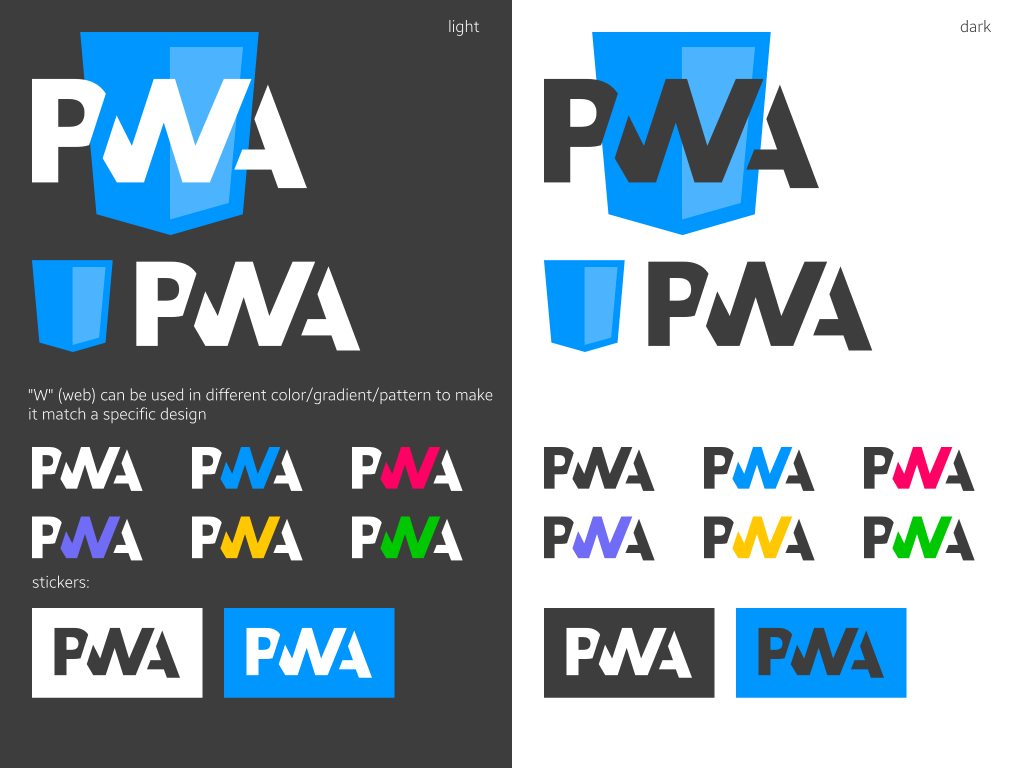 light
PWA
PWA
"W" (web) can be used in different color/gradient/pattern to make
it match a specific design
PWA PWA PWA
PWA PWA PWA
stickers:
PWA PWA
dark
PWA
PWA
PWA PWA PWA
PWA PWA PWA
PWA PWA